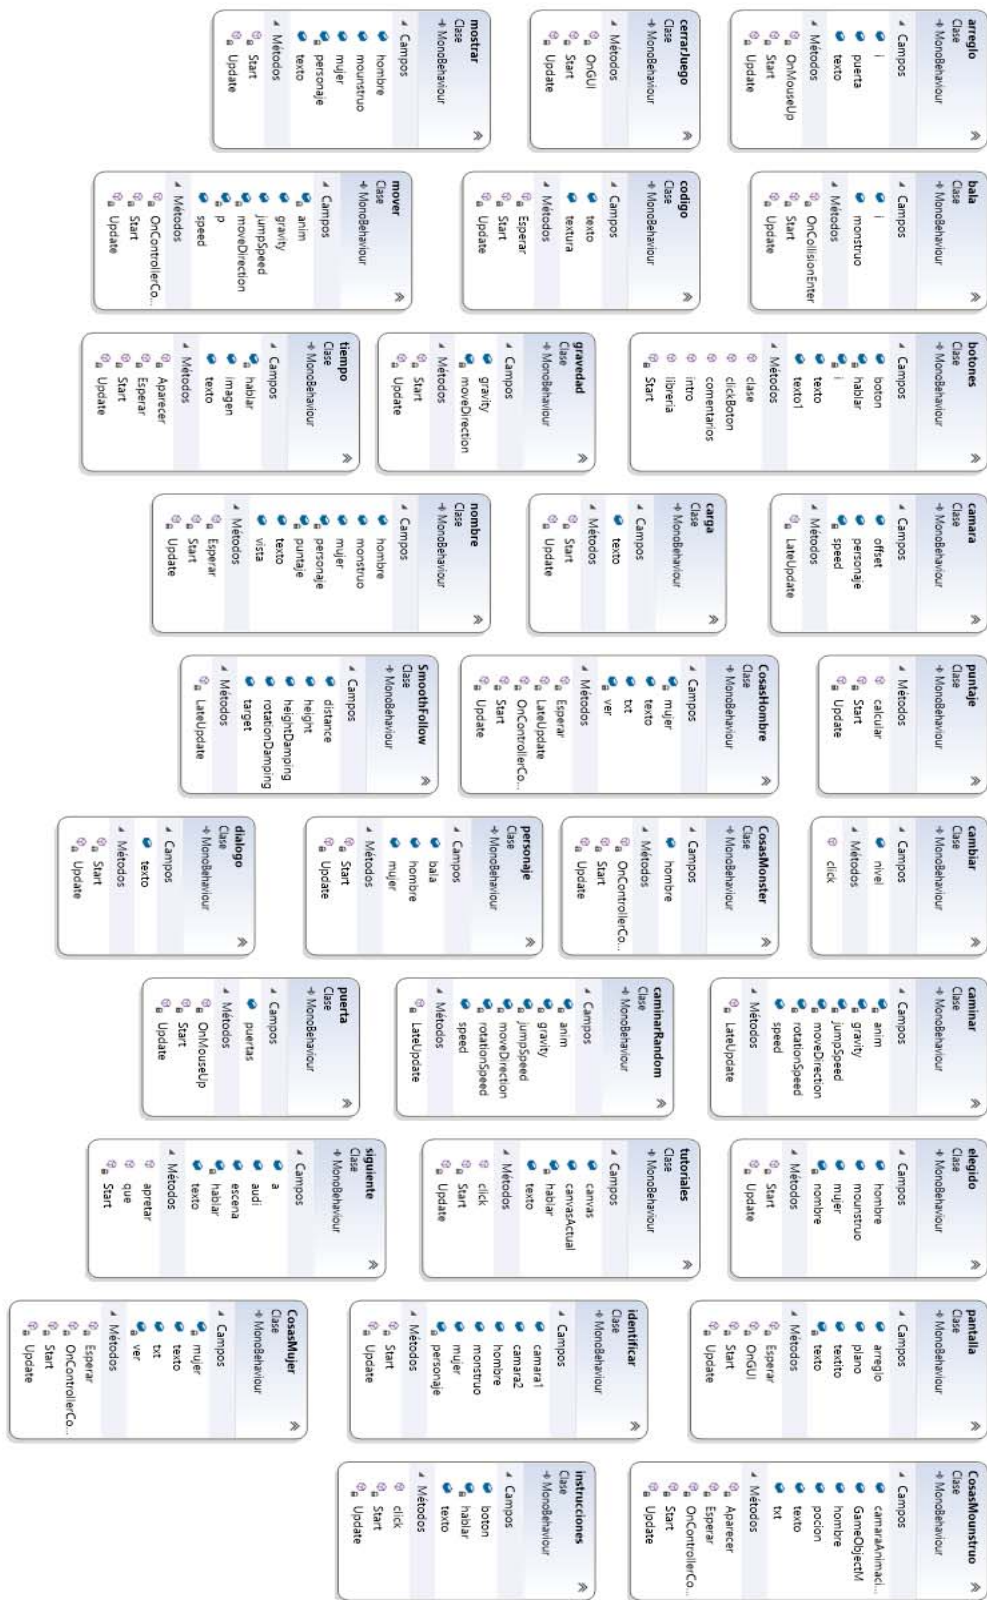 arreglo
Clase
MonoBehaviour
Campos
i
puerta
texto
Métodos
OnMouseUp
Start
Update
bala
Clase
MonoBehaviour
Campos
i
monstruo
Métodos
OnCollisionEnter
Start
Update
botones
Clase
MonoBehaviour
Campos
boton
hablar
i
texto
texto1
Métodos
clase
clickBoton
comentarios
intro
libreria
Start
camara
Clase
MonoBehaviour
Campos
offset
personaje
speed
Métodos
LateUpdate
puntaje
Clase
MonoBehaviour
Métodos
calcular
Start
Update
cambiar
Clase
MonoBehaviour
Campos
nivel
Métodos
click
caminar
Clase
MonoBehaviour
Campos
anim
gravity
jumpSpeed
moveDirection
rotationSpeed
speed
Métodos
LateUpdate
elegido
Clase
MonoBehaviour
Campos
hombre
mounstruo
mujer
nombre
Métodos
Start
Update
pantalla
Clase
MonoBehaviour
Campos
arreglo
plano
textito
texto
Métodos
Esperar
OnGUI
Start
Update
CosasMounstruo
Clase
MonoBehaviour
Campos
camaraAnimaci...
GameObjectM
hombre
pocion
texto
txt
Métodos
Aparecer
Esperar
OnControllerCo...
Start
Update
cerrarJuego
Clase
MonoBehaviour
Métodos
OnGUI
Start
Update
codigo
Clase
MonoBehaviour
Campos
texto
textura
Métodos
Esperar
Start
Update
gravedad
Clase
MonoBehaviour
Campos
gravity
moveDirection
Métodos
Start
Update
carga
Clase
MonoBehaviour
Campos
texto
Métodos
Start
Update
CosasHombre
Clase
MonoBehaviour
Campos
mujer
texto
txt
ver
Métodos
Esperar
LateUpdate
OnControllerCo...
Start
Update
CosasMonster
Clase
MonoBehaviour
Campos
hombre
Métodos
OnControllerCo...
Start
Update
caminarRandom
Clase
MonoBehaviour
Campos
anim
gravity
jumpSpeed
moveDirection
rotationSpeed
speed
Métodos
LateUpdate
tutoriales
Clase
MonoBehaviour
Campos
canvas
canvasActual
hablar
texto
Métodos
click
Start
Update
identificar
Clase
MonoBehaviour
Campos
camara1
camara2
hombre
monstruo
mujer
personaje
Métodos
Start
Update
instrucciones
Clase
MonoBehaviour
Campos
boton
hablar
texto
Métodos
click
Start
Update
mostrar
Clase
MonoBehaviour
Campos
hombre
mounstruo
mujer
personaje
texto
Métodos
Start
Update
mover
Clase
MonoBehaviour
Campos
anim
gravity
jumpSpeed
moveDirection
p
speed
Métodos
OnControllerCo...
Start
Update
tiempo
Clase
MonoBehaviour
Campos
hablar
imagen
texto
Métodos
Aparecer
Esperar
Start
Update
nombre
Clase
MonoBehaviour
Campos
hombre
monstruo
mujer
personaje
puntaje
texto
vista
Métodos
Esperar
Start
Update
SmoothFollow
Clase
MonoBehaviour
Campos
distance
height
heightDamping
rotationDamping
target
Métodos
LateUpdate
personaje
Clase
MonoBehaviour
Campos
bala
hombre
mujer
Métodos
Start
Update
dialogo
Clase
MonoBehaviour
Campos
texto
Métodos
Start
Update
puerta
Clase
MonoBehaviour
Campos
puertas
Métodos
OnMouseUp
Start
Update
siguiente
Clase
MonoBehaviour
Campos
a
audi
escena
hablar
texto
Métodos
apretar
que
Start
CosasMujer
Clase
MonoBehaviour
Campos
mujer
texto
txt
ver
Métodos
Esperar
OnControllerCo...
Start
Update